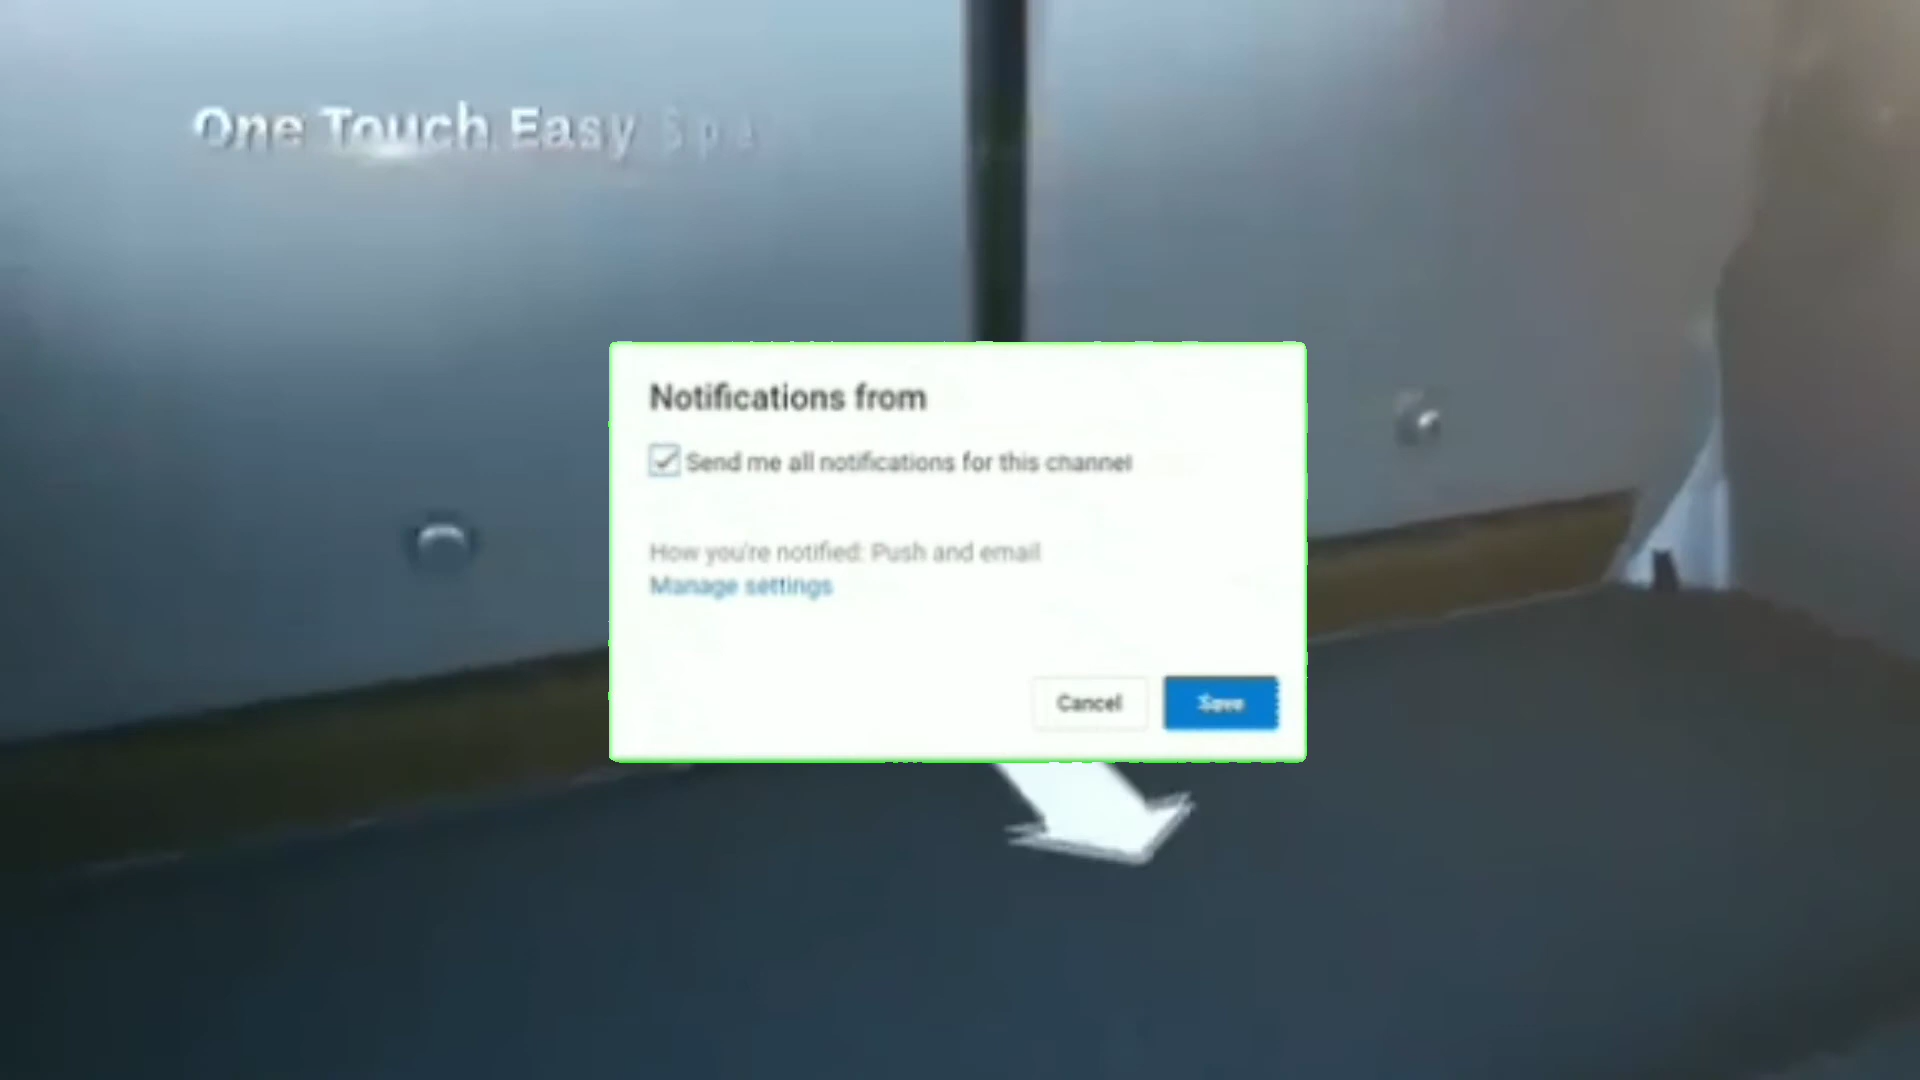 One Touch Easy Spa
Notifications from
Send me all notifications for this channel
How you're notified: Push and email
Manage settings
Cancel
Save